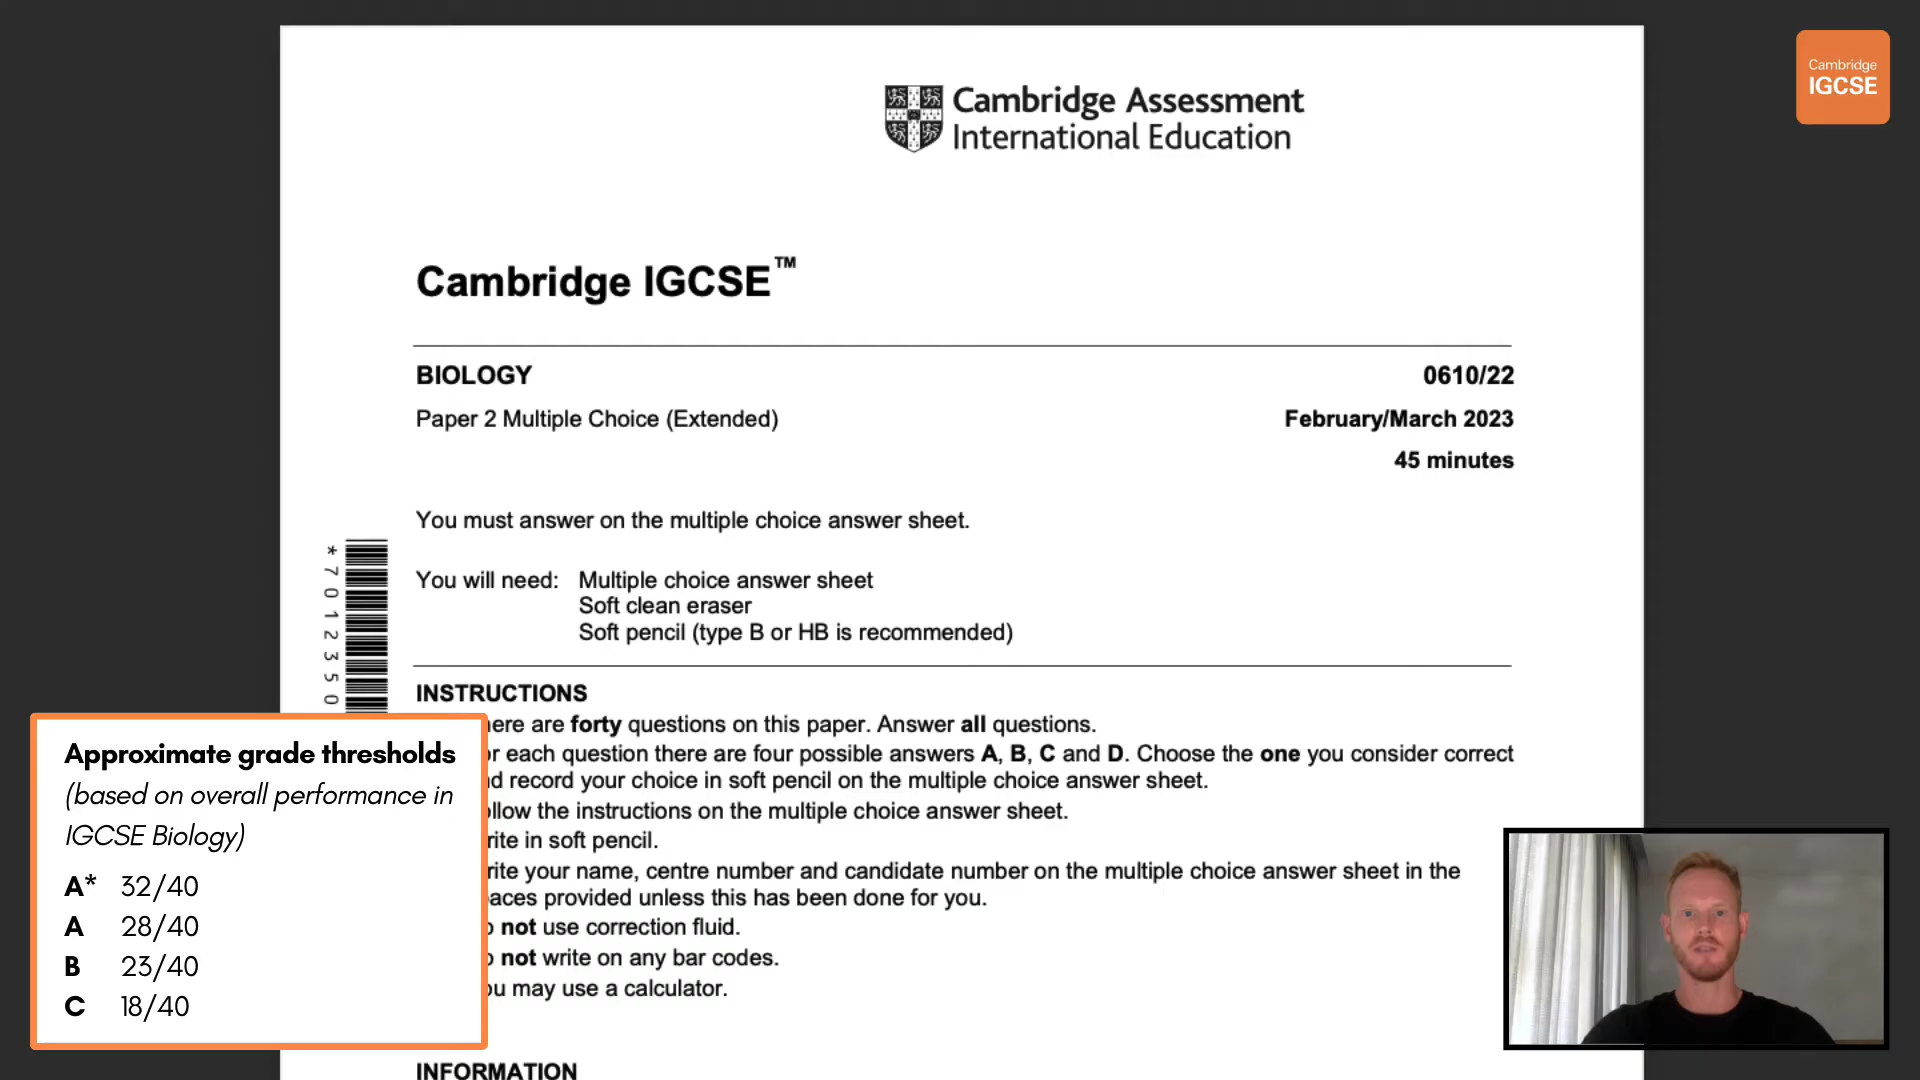 Cambridge Assessment
International Education
Cambridge
IGCSE
Cambridge IGCSE™
BIOLOGY 0610/22
Paper 2 Multiple Choice (Extended) February/March 2023
45 minutes
You must answer on the multiple choice answer sheet.
You will need: Multiple choice answer sheet
Soft clean eraser
Soft pencil (type B or HB is recommended)
*7012350
INSTRUCTIONS
ere are forty questions on this paper. Answer all questions.
r each question there are four possible answers A, B, C and D. Choose the one you consider correct
d record your choice in soft pencil on the multiple choice answer sheet.
llow the instructions on the multiple choice answer sheet.
rite in soft pencil.
rite your name, centre number and candidate number on the multiple choice answer sheet in the
aces provided unless this has been done for you.
not use correction fluid.
not write on any bar codes.
u may use a calculator.
INFORMATION
Approximate grade thresholds
(based on overall performance in
IGCSE Biology)
A* 32/40
A 28/40
B 23/40
C 18/40